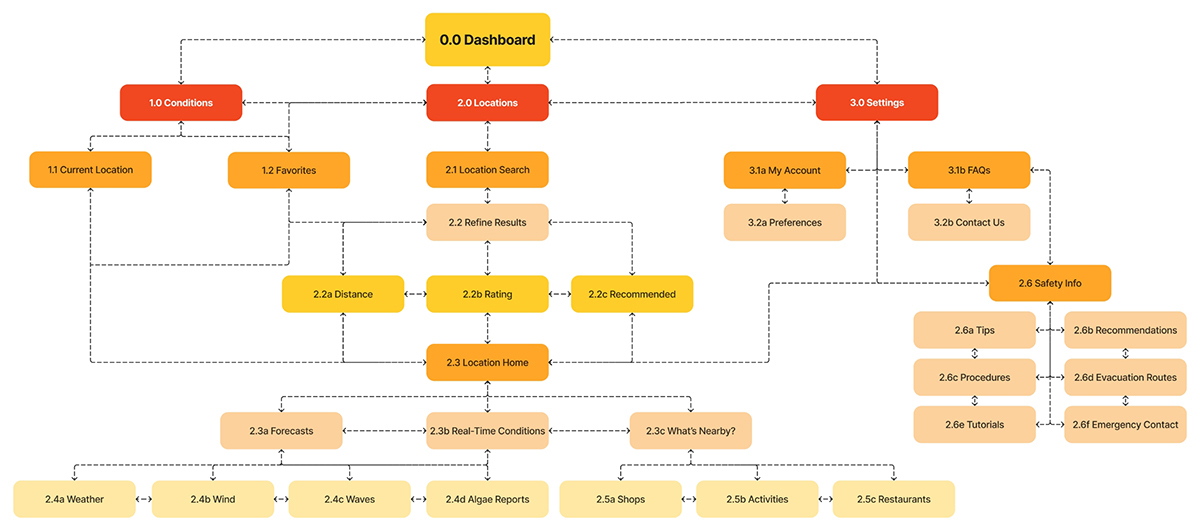 0.0 Dashboard
1.0 Conditions
2.0 Locations
3.0 Settings
1.1 Current Location
1.2 Favorites
2.1 Location Search
3.1a My Account
3.1b FAQs
2.2 Refine Results
3.2a Preferences
3.2b Contact Us
2.2a Distance
2.2b Rating
2.2c Recommended
2.6 Safety Info
2.6a Tips
2.6b Recommendations
2.3 Location Home
2.6c Procedures
2.6d Evacuation Routes
2.3a Forecasts
2.3b Real-Time Conditions
2.3c What's Nearby?
2.6e Tutorials
2.6f Emergency Contact
2.4a Weather
2.4b Wind
2.4c Waves
2.4d Algae Reports
2.5a Shops
2.5b Activities
2.5c Restaurants